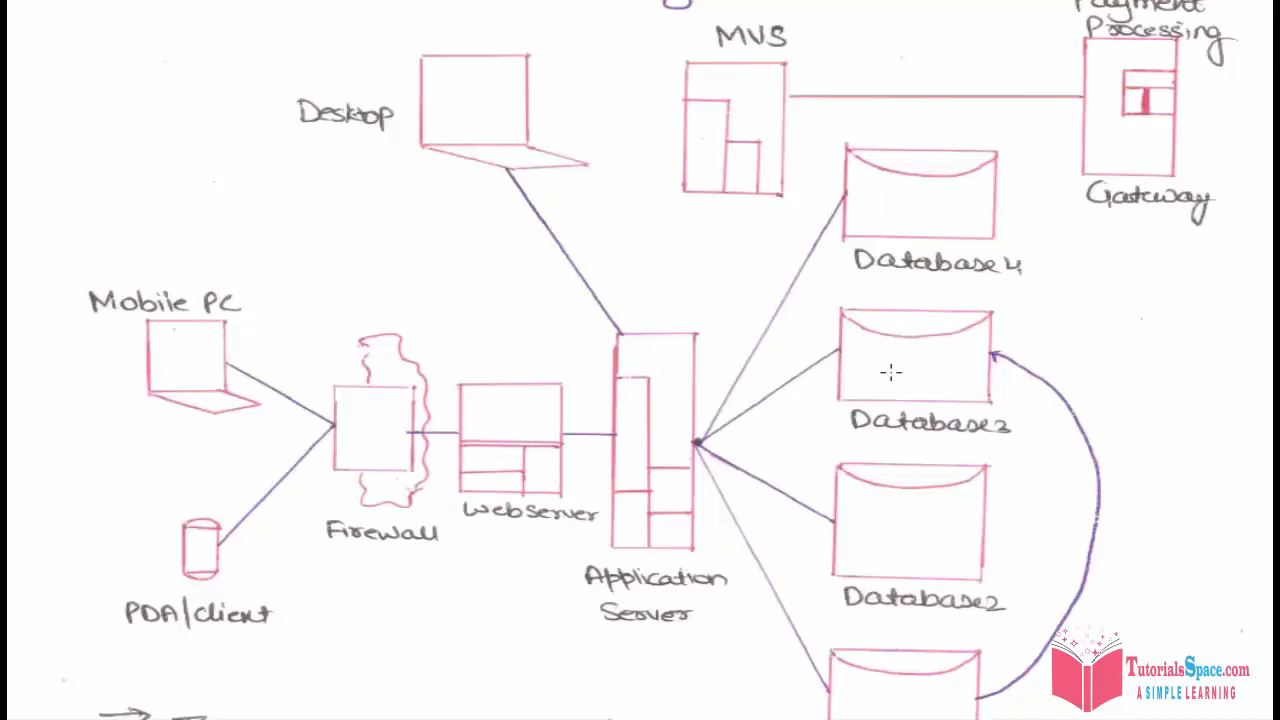 Payment
Processing
MVS
Desktop
Gateway
Database4
Mobile PC
Database3
Webserver
Firewall
Application
Server
Database2
PDA/client
TutorialsSpace.com
A SIMPLE LEARNING